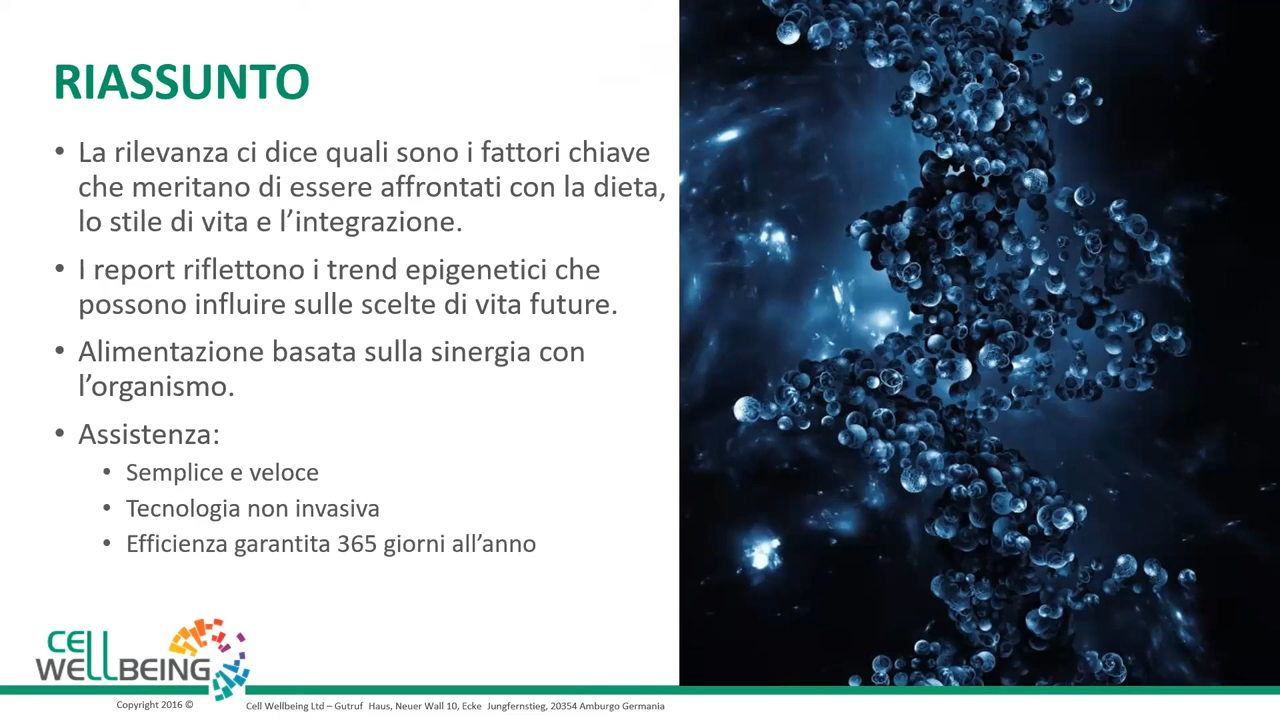 RIASSUNTO
• La rilevanza ci dice quali sono i fattori chiave
che meritano di essere affrontati con la dieta,
lo stile di vita e l’integrazione.
• I report riflettono i trend epigenetici che
possono influire sulle scelte di vita future.
• Alimentazione basata sulla sinergia con
l’organismo.
• Assistenza:
• Semplice e veloce
• Tecnologia non invasiva
• Efficienza garantita 365 giorni all’anno
CELL
WELLBEING
Copyright 2016 ©
Cell Wellbeing Ltd – Gutruf Haus, Neuer Wall 10, Ecke Jungfernstieg, 20354 Amburgo Germania